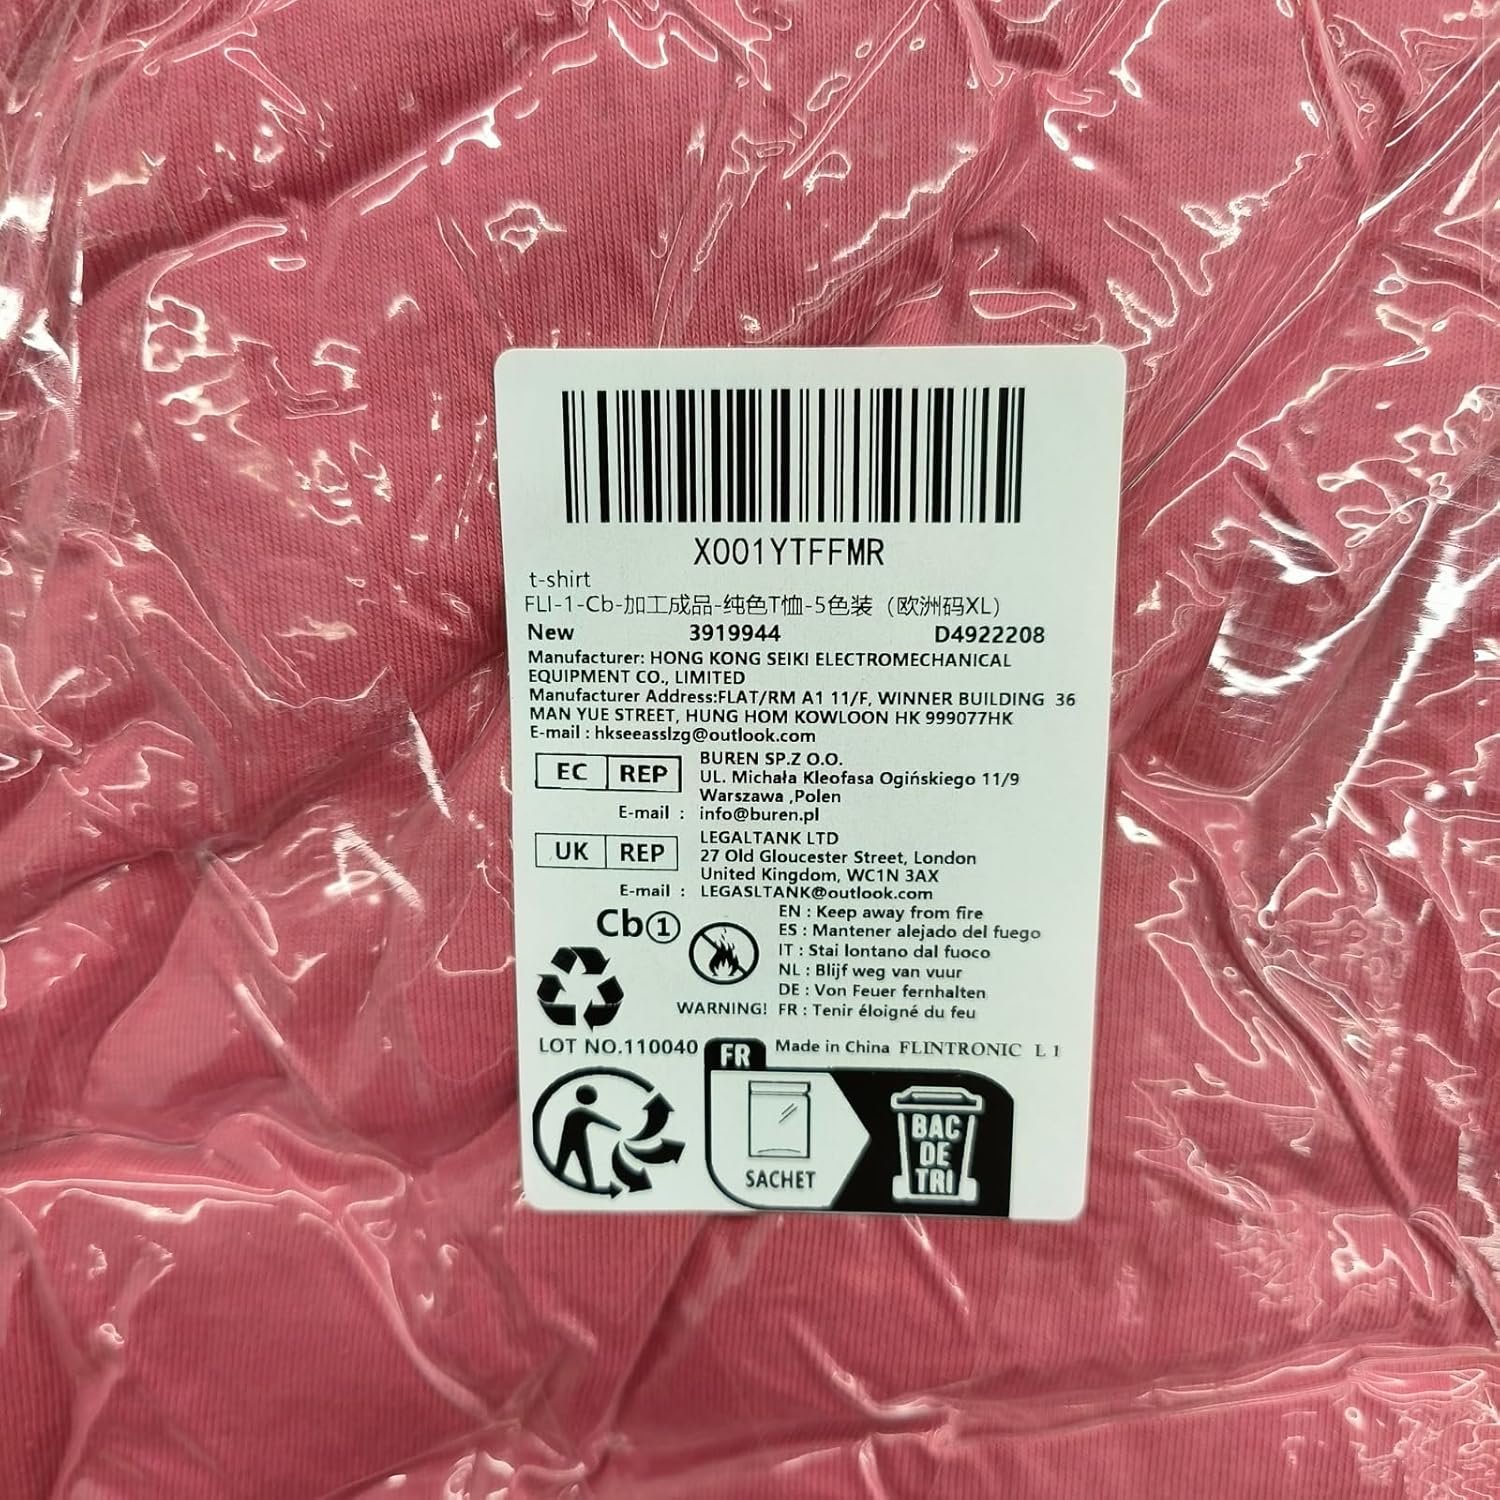 X001YTFFMR
t-shirt
FLI-1-Cb-加工成品-纯色T恤-5色装（欧洲码XL）
New 3919944 D4922208
Manufacturer: HONG KONG SEIKI ELECTROMECHANICAL
EQUIPMENT CO., LIMITED
Manufacturer Address:FLAT/RM A1 11/F, WINNER BUILDING 36
MAN YUE STREET, HUNG HOM KOWLOON HK 999077HK
E-mail : hkseeasslzg@outlook.com
EC REP
BUREN SP.Z O.O.
UL. Michała Kleofasa Ogińskiego 11/9
Warszawa ,Polen
E-mail : info@buren.pl
UK REP
LEGALTANK LTD
27 Old Gloucester Street, London
United Kingdom, WC1N 3AX
E-mail : LEGASLTANK@outlook.com
Cb①
EN : Keep away from fire
ES : Mantener alejado del fuego
IT : Stai lontano dal fuoco
NL : Blijf weg van vuur
DE : Von Feuer fernhalten
WARNING! FR : Tenir éloigné du feu
LOT NO.110040
FR
Made in China FLINTRONIC L 1
SACHET
BAC
DE
TRI